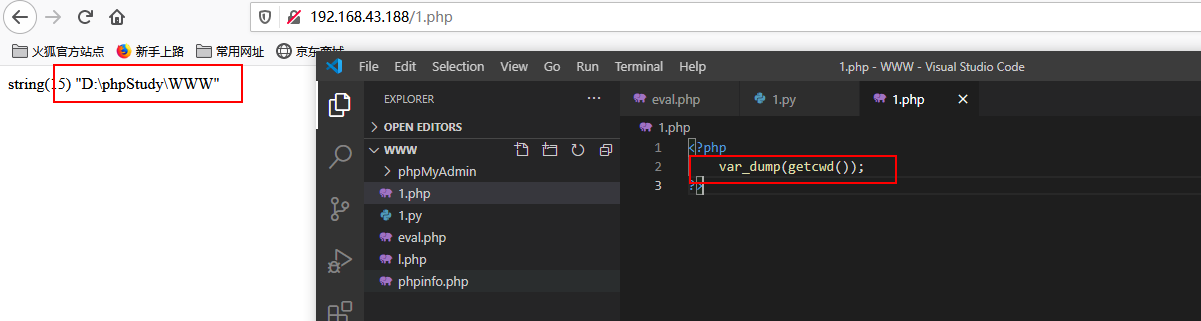 192.168.43.188/1.php
火狐官方站点 新手上路 常用网址 京东商城
string(15) "D:\phpStudy\WWW"
File Edit Selection View Go Run Terminal Help 1.php - WWW - Visual Studio Code
EXPLORER ...
eval.php 1.py 1.php
OPEN EDITORS
WWW
phpMyAdmin
1.php
1.py
eval.php
l.php
phpinfo.php
1.php
1 <?php
2 var_dump(getcwd());
3 ?>